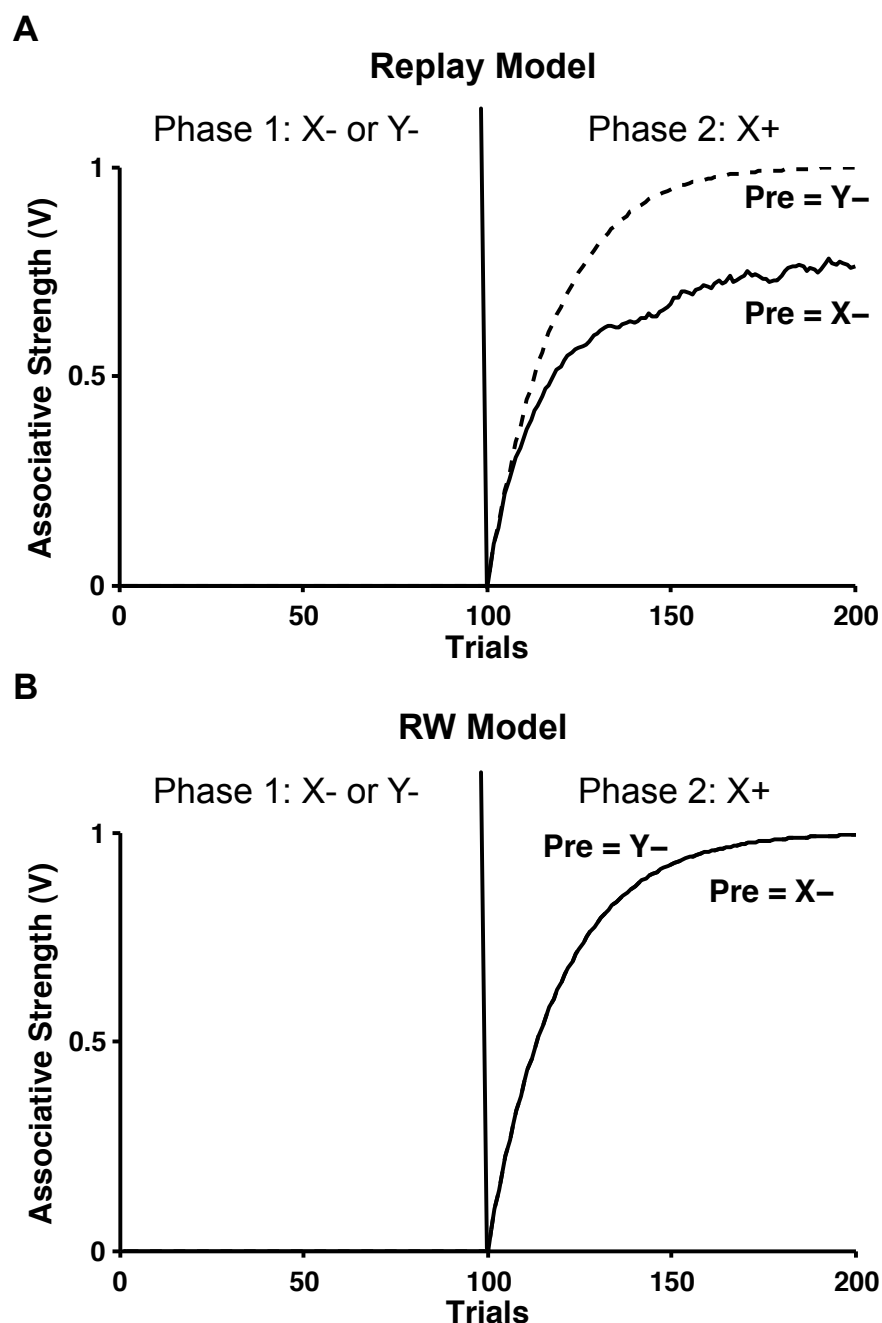 A
Replay Model
Phase 1: X- or Y-
Phase 2: X+
1
0.5
0
Associative Strength (V)
Pre = Y–
Pre = X–
0
50
100
150
200
Trials
B
RW Model
Phase 1: X- or Y-
Phase 2: X+
1
0.5
0
Associative Strength (V)
Pre = Y–
Pre = X–
0
50
100
150
200
Trials